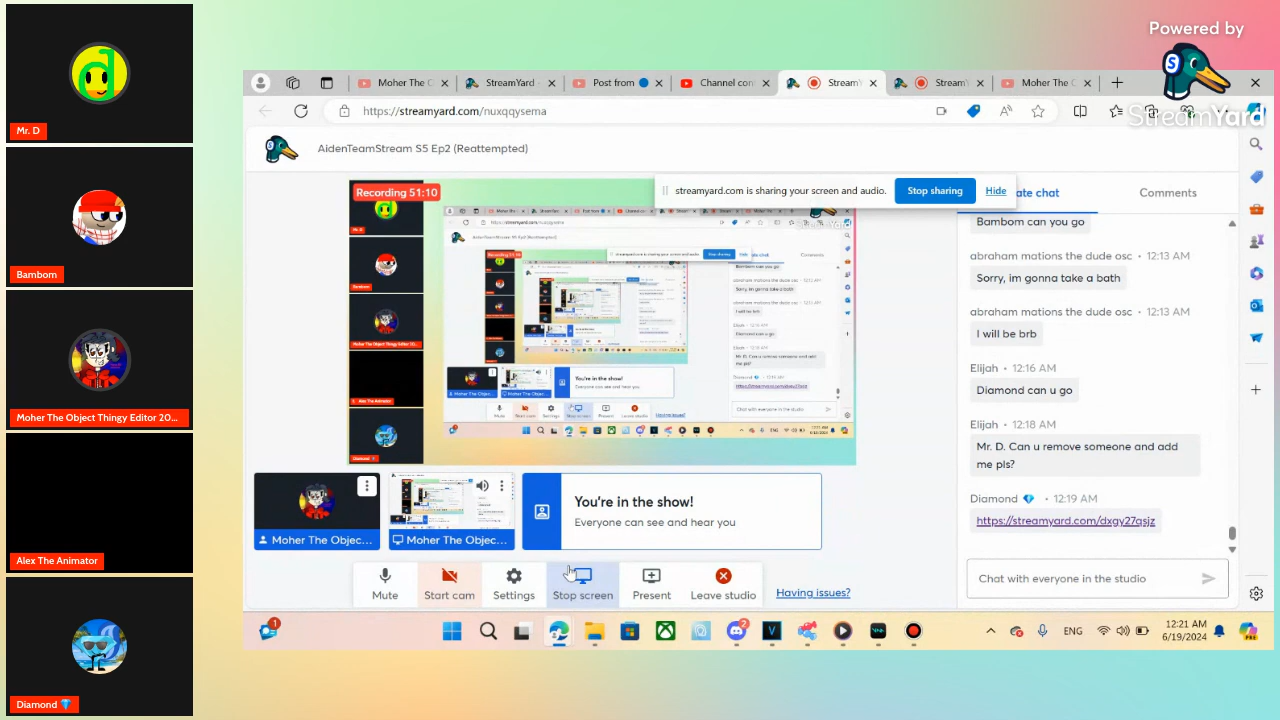 Mr. D
Bambom
Moher The Object Thingy Editor 20...
Alex The Animator
Diamond 💎
Powered by
StreamYard
Moher The C
StreamYard -
Post from
Channel con
StreamY
StreamY
Moher The C
https://streamyard.com/nuxqqysema
AidenTeamStream S5 Ep2 (Reattempted)
Recording 51:10
streamyard.com is sharing your screen and audio.
Stop sharing
Hide
ate chat
Comments
Bambom can you go
abraham mations the dude osc • 12:13 AM
Sorry, im gonna take a bath
abraham mations the dude osc • 12:13 AM
I will be brb
Elijah • 12:16 AM
Diamond can u go
Elijah • 12:18 AM
Mr. D. Can u remove someone and add
me pls?
Diamond 💎 • 12:19 AM
https://streamyard.com/dxgy27qsjz
Chat with everyone in the studio
You're in the show!
Everyone can see and hear you
Moher The Objec...
Moher The Objec...
Mute
Start cam
Settings
Stop screen
Present
Leave studio
Having issues?
1
2
ENG
12:21 AM
6/19/2024